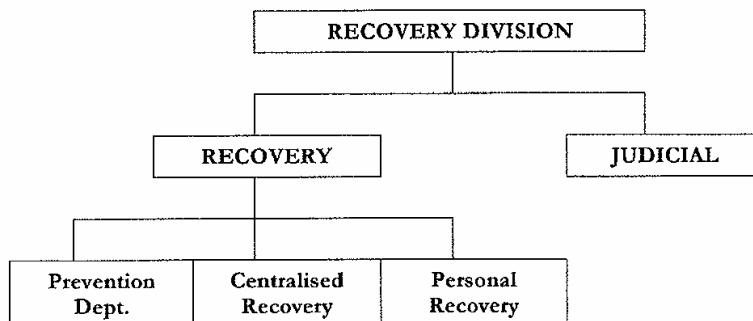 RECOVERY DIVISION
RECOVERY
JUDICIAL
Prevention
Dept.
Centralised
Recovery
Personal
Recovery